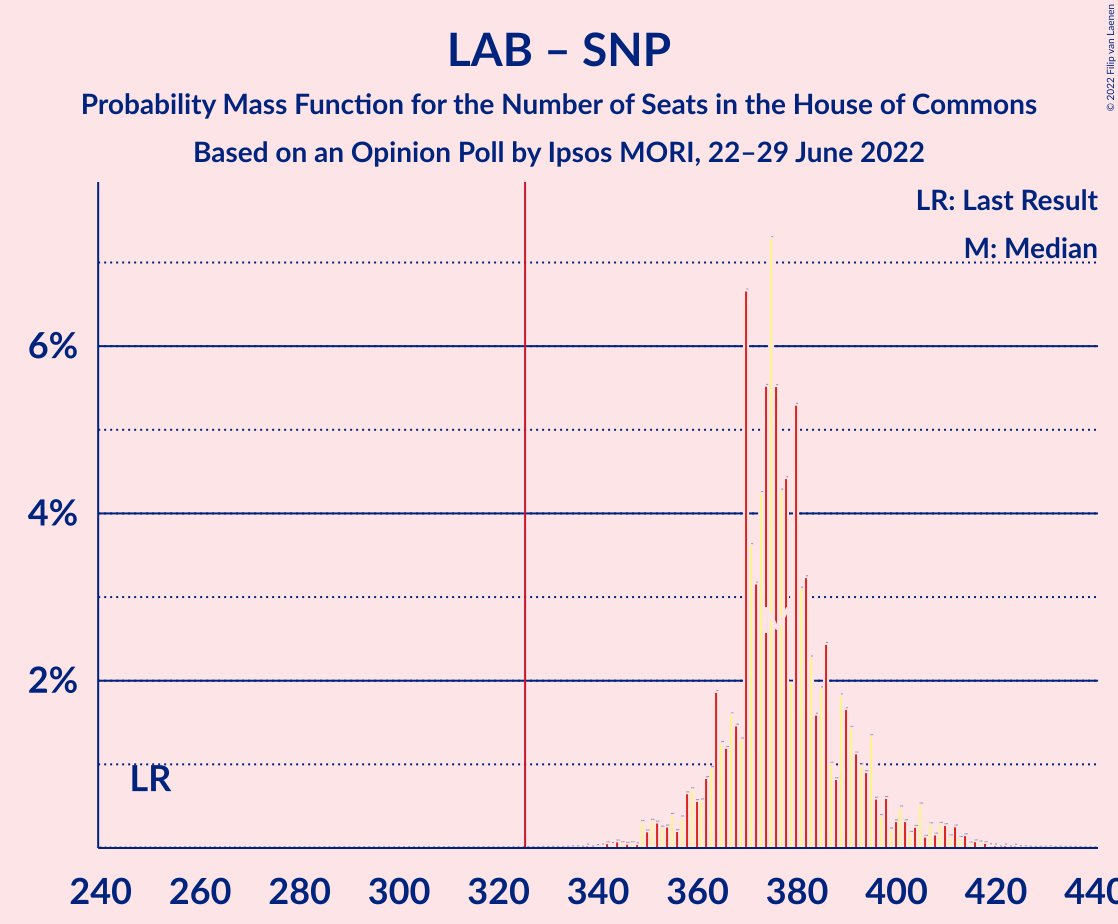 LAB – SNP
Probability Mass Function for the Number of Seats in the House of Commons
Based on an Opinion Poll by Ipsos MORI, 22–29 June 2022
© 2022 Filip van Laenen
LR: Last Result
M: Median
6%
4%
2%
LR
240 260 280 300 320 340 360 380 400 420 440